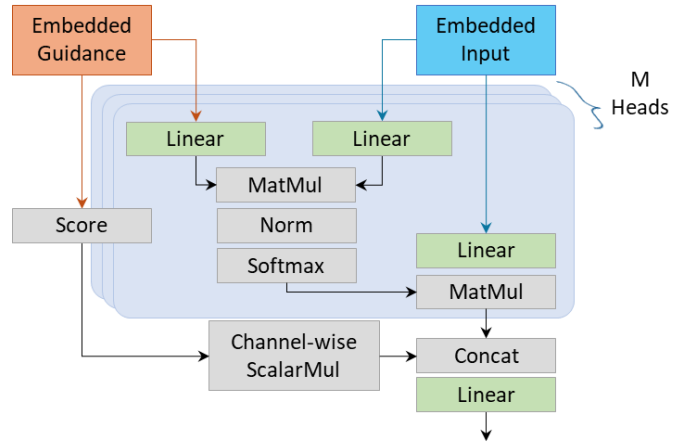 Embedded
Guidance
Embedded
Input
M
Heads
Linear
Linear
MatMul
Score
Norm
Linear
Softmax
MatMul
Channel-wise
ScalarMul
Concat
Linear